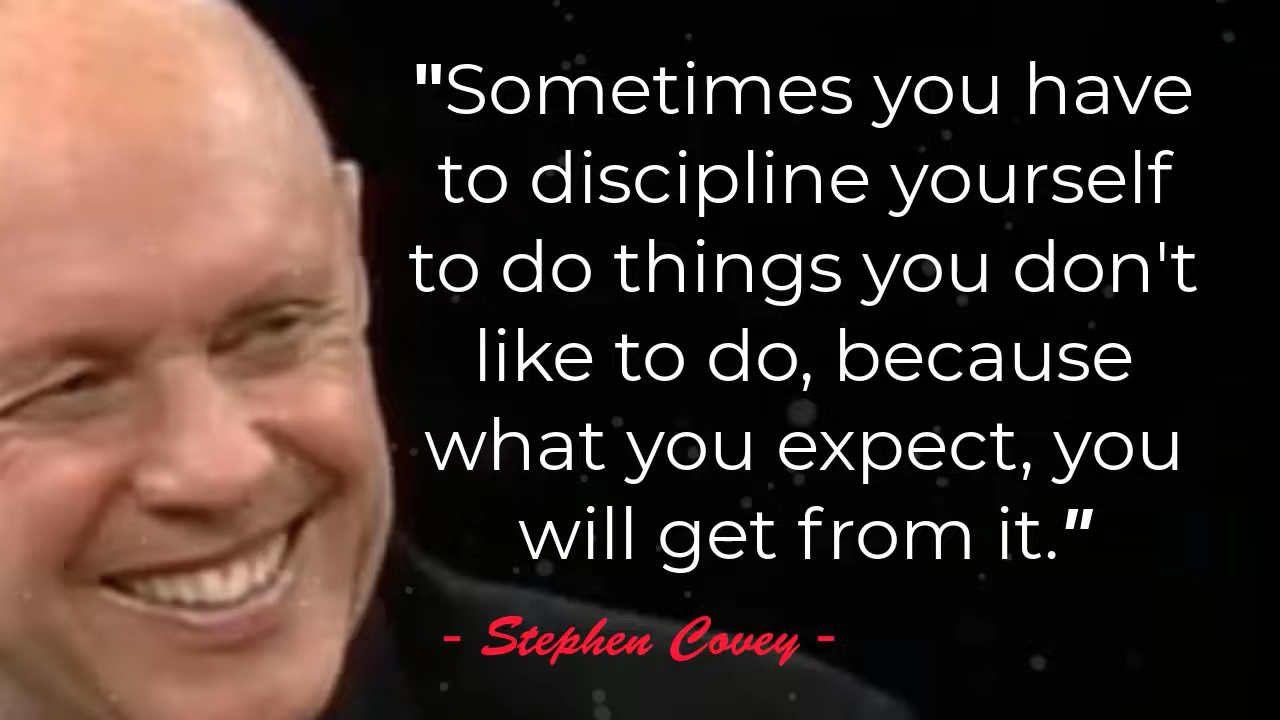 "Sometimes you have
to discipline yourself
to do things you don't
like to do, because
what you expect, you
will get from it."
- Stephen Covey -